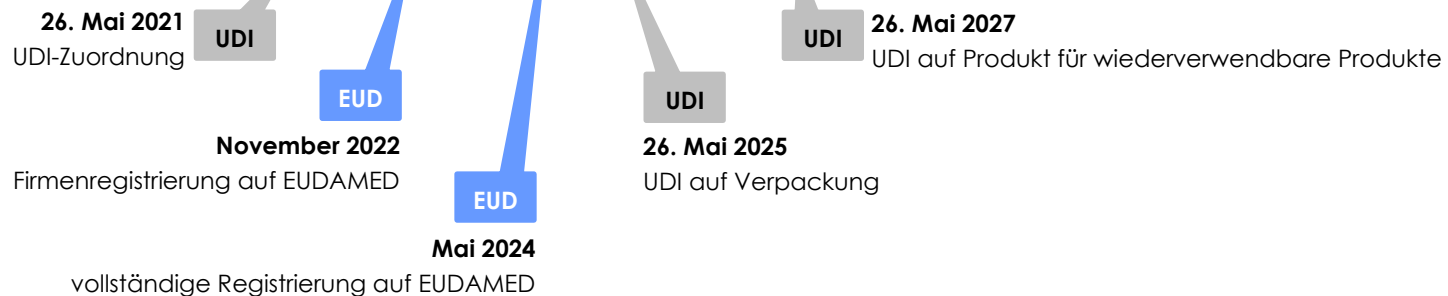 26. Mai 2021
UDI-Zuordnung
UDI
EUD
November 2022
Firmenregistrierung auf EUDAMED
EUD
Mai 2024
vollständige Registrierung auf EUDAMED
UDI
26. Mai 2025
UDI auf Verpackung
UDI
26. Mai 2027
UDI auf Produkt für wiederverwendbare Produkte